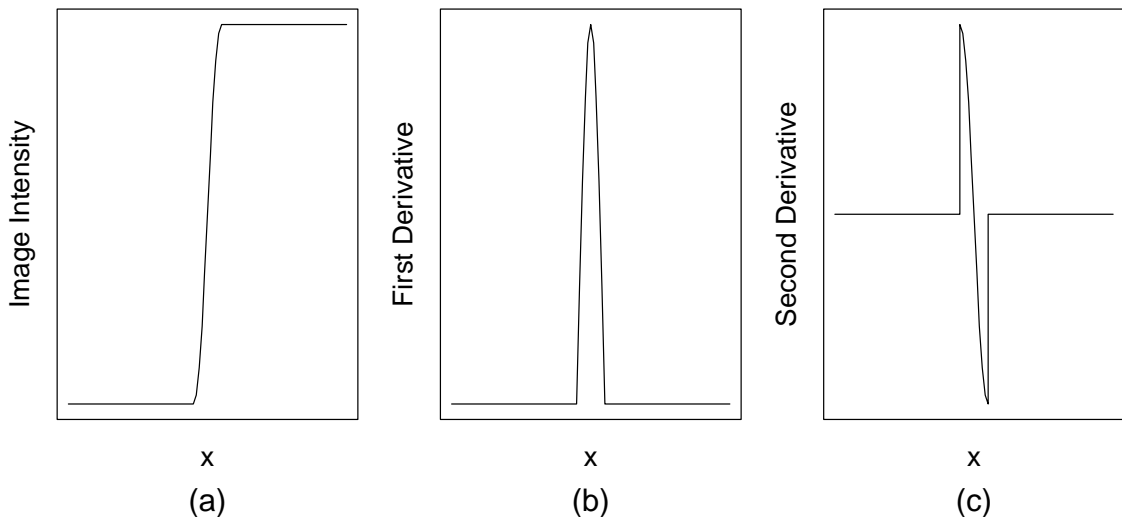 Image Intensity
x
(a)
First Derivative
x
(b)
Second Derivative
x
(c)